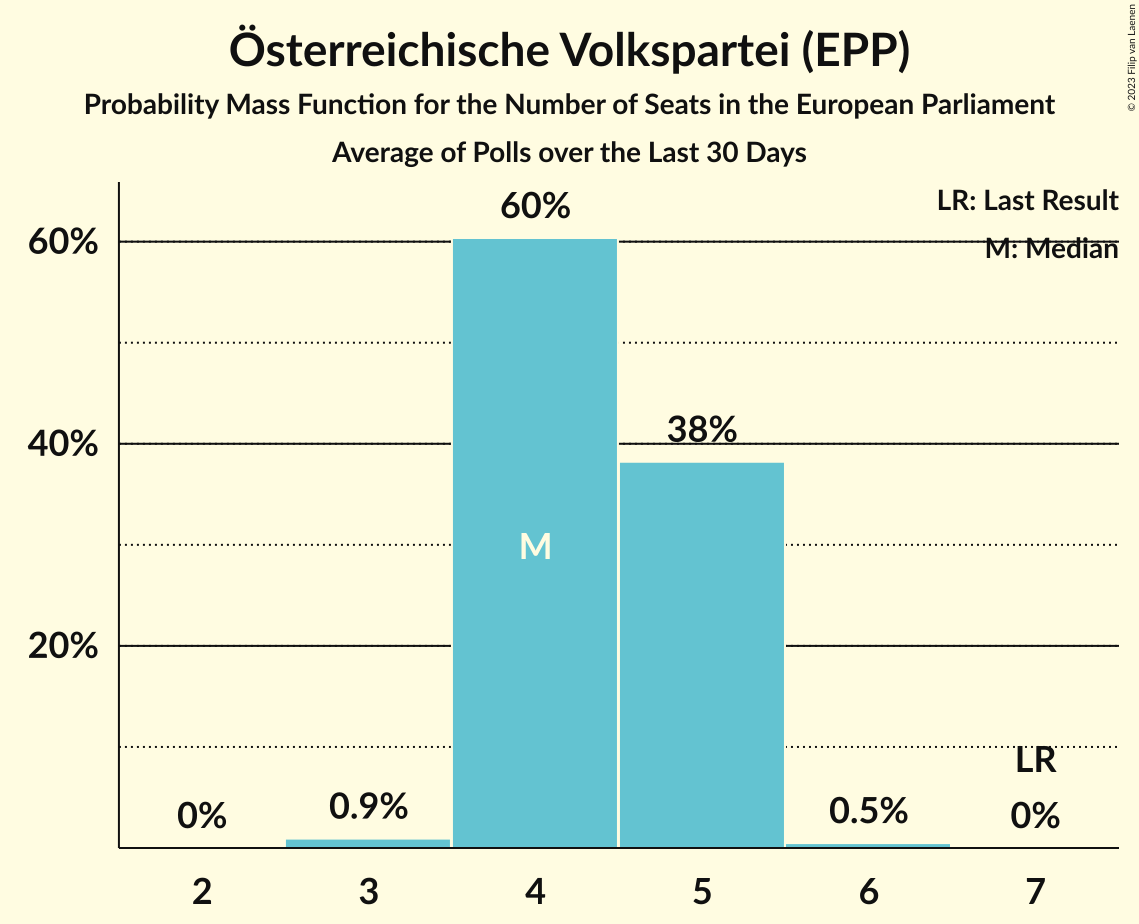 Österreichische Volkspartei (EPP)
Probability Mass Function for the Number of Seats in the European Parliament
Average of Polls over the Last 30 Days
© 2023 Filip van Laenen
LR: Last Result
M: Median
60%
40%
20%
0%
0.9%
60%
M
38%
0.5%
LR
0%
2 3 4 5 6 7